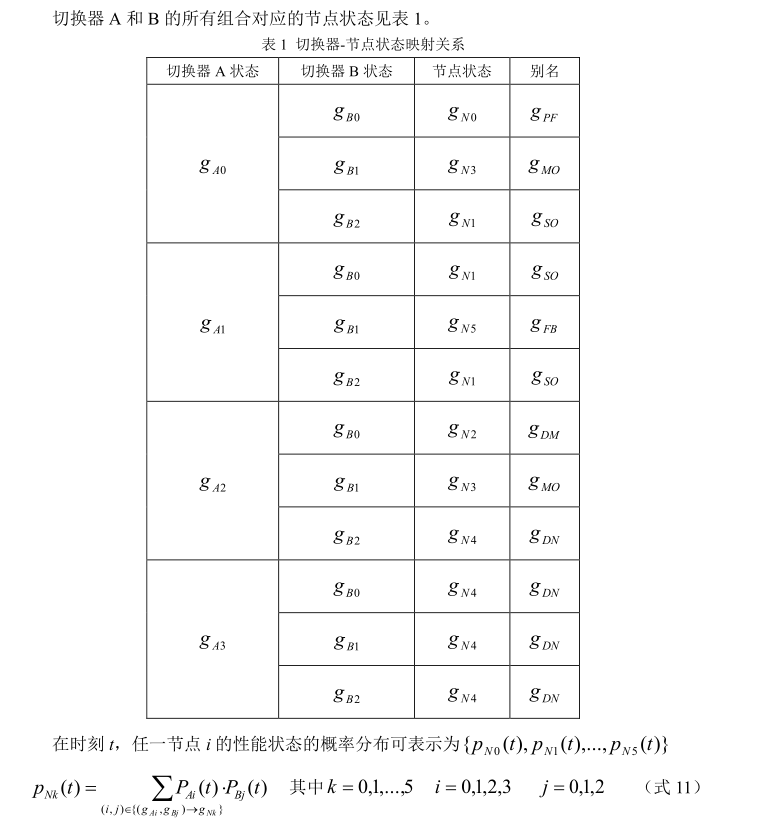 切换器 A 和 B 的所有组合对应的节点状态见表 1。
表 1 切换器-节点状态映射关系
切换器 A 状态 切换器 B 状态 节点状态 别名
g_{A0} g_{B0} g_{N0} g_{PF}
g_{B1} g_{N3} g_{MO}
g_{B2} g_{N1} g_{SO}
g_{A1} g_{B0} g_{N1} g_{SO}
g_{B1} g_{N5} g_{FB}
g_{B2} g_{N1} g_{SO}
g_{A2} g_{B0} g_{N2} g_{DM}
g_{B1} g_{N3} g_{MO}
g_{B2} g_{N4} g_{DN}
g_{A3} g_{B0} g_{N4} g_{DN}
g_{B1} g_{N4} g_{DN}
g_{B2} g_{N4} g_{DN}
在时刻 t，任一节点 i 的性能状态的概率分布可表示为 {p_{N0}(t), p_{N1}(t),..., p_{N5}(t)}
p_{Nk}(t) = ∑_{(i,j)∈{(g_{Ai},g_{Bj})→g_{Nk}}} P_{Ai}(t)·P_{Bj}(t) 其中 k = 0,1,...,5 i = 0,1,2,3 j = 0,1,2 （式 11）